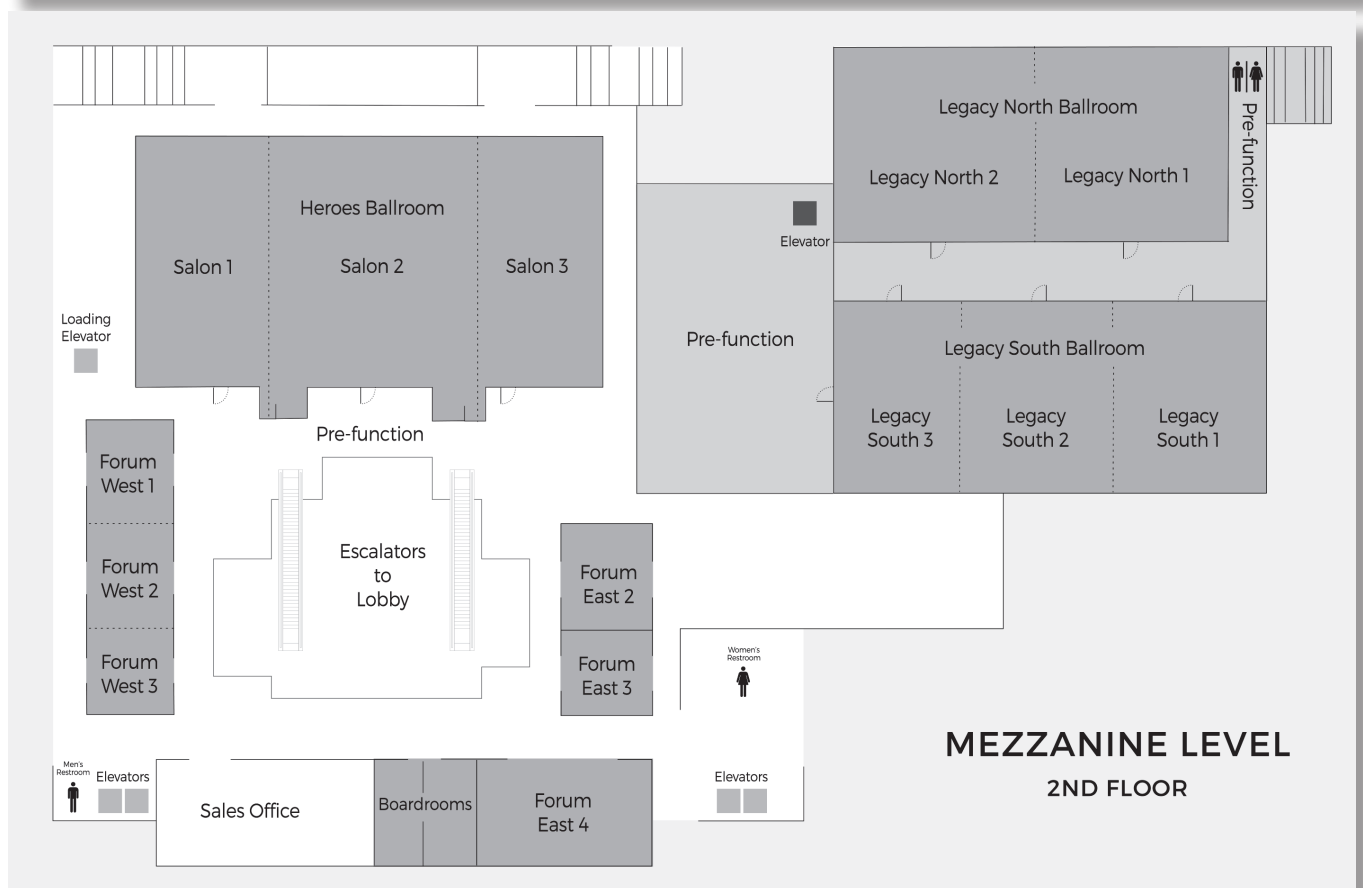 Legacy North Ballroom
Legacy North 2
Legacy North 1
Pre-function
Heroes Ballroom
Salon 1
Salon 2
Salon 3
Elevator
Loading
Elevator
Pre-function
Legacy South Ballroom
Legacy
South 3
Legacy
South 2
Legacy
South 1
Pre-function
Forum
West 1
Forum
West 2
Forum
West 3
Escalators
to
Lobby
Forum
East 2
Forum
East 3
Women's
Restroom
MEZZANINE LEVEL
2ND FLOOR
Men's
Restroom
Elevators
Sales Office
Boardrooms
Forum
East 4
Elevators